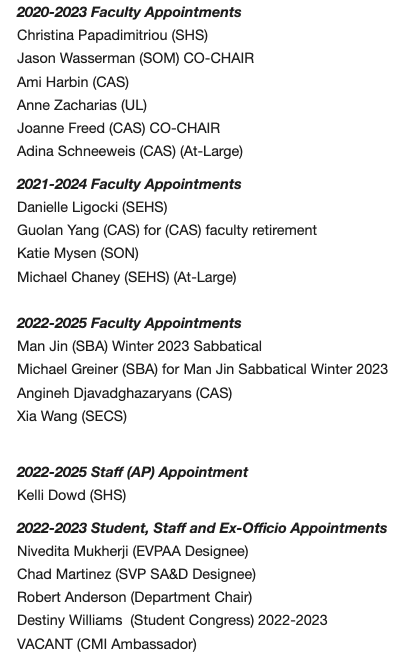 2020-2023 Faculty Appointments
Christina Papadimitriou (SHS)
Jason Wasserman (SOM) CO-CHAIR
Ami Harbin (CAS)
Anne Zacharias (UL)
Joanne Freed (CAS) CO-CHAIR
Adina Schneeweis (CAS) (At-Large)
2021-2024 Faculty Appointments
Danielle Ligocki (SEHS)
Guolan Yang (CAS) for (CAS) faculty retirement
Katie Mysen (SON)
Michael Chaney (SEHS) (At-Large)
2022-2025 Faculty Appointments
Man Jin (SBA) Winter 2023 Sabbatical
Michael Greiner (SBA) for Man Jin Sabbatical Winter 2023
Angineh Djavadghazaryans (CAS)
Xia Wang (SECS)
2022-2025 Staff (AP) Appointment
Kelli Dowd (SHS)
2022-2023 Student, Staff and Ex-Officio Appointments
Nivedita Mukherji (EVPAA Designee)
Chad Martinez (SVP SA&D Designee)
Robert Anderson (Department Chair)
Destiny Williams  (Student Congress) 2022-2023
VACANT (CMI Ambassador)